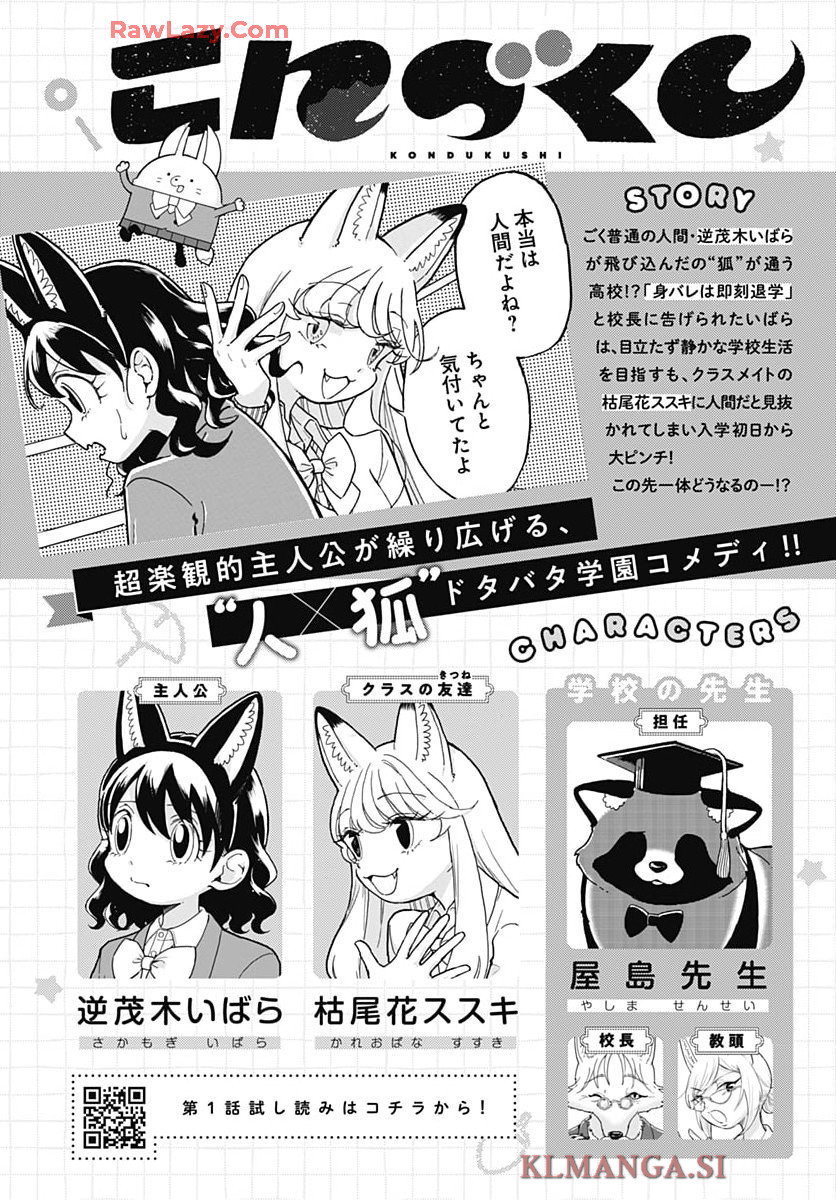 RawLazy.Com
こんづくし
KONDUKUSHI
STORY
ごく普通の人間・逆茂木いばら
が飛び込んだの“狐”が通う
高校!?「身バレは即刻退学」
と校長に告げられたいばら
は、目立たず静かな学校生活
を目指すも、クラスメイトの
枯尾花ススキに人間だと見抜
かれてしまい入学初日から
大ピンチ!
この先一体どうなるのー!?
本当は
人間だよね?
ちゃんと
気付いてたよ
超楽観的主人公が繰り広げる、
“人×狐”ドタバタ学園コメディ!!
CHARACTERS
主人公
逆茂木いばら
さかもぎ いばら
きつね
クラスの友達
枯尾花ススキ
かれおばな すすき
学校の先生
担任
屋島先生
やしま せんせい
校長
教頭
第1話試し読みはコチラから!
KLMANGA.SI